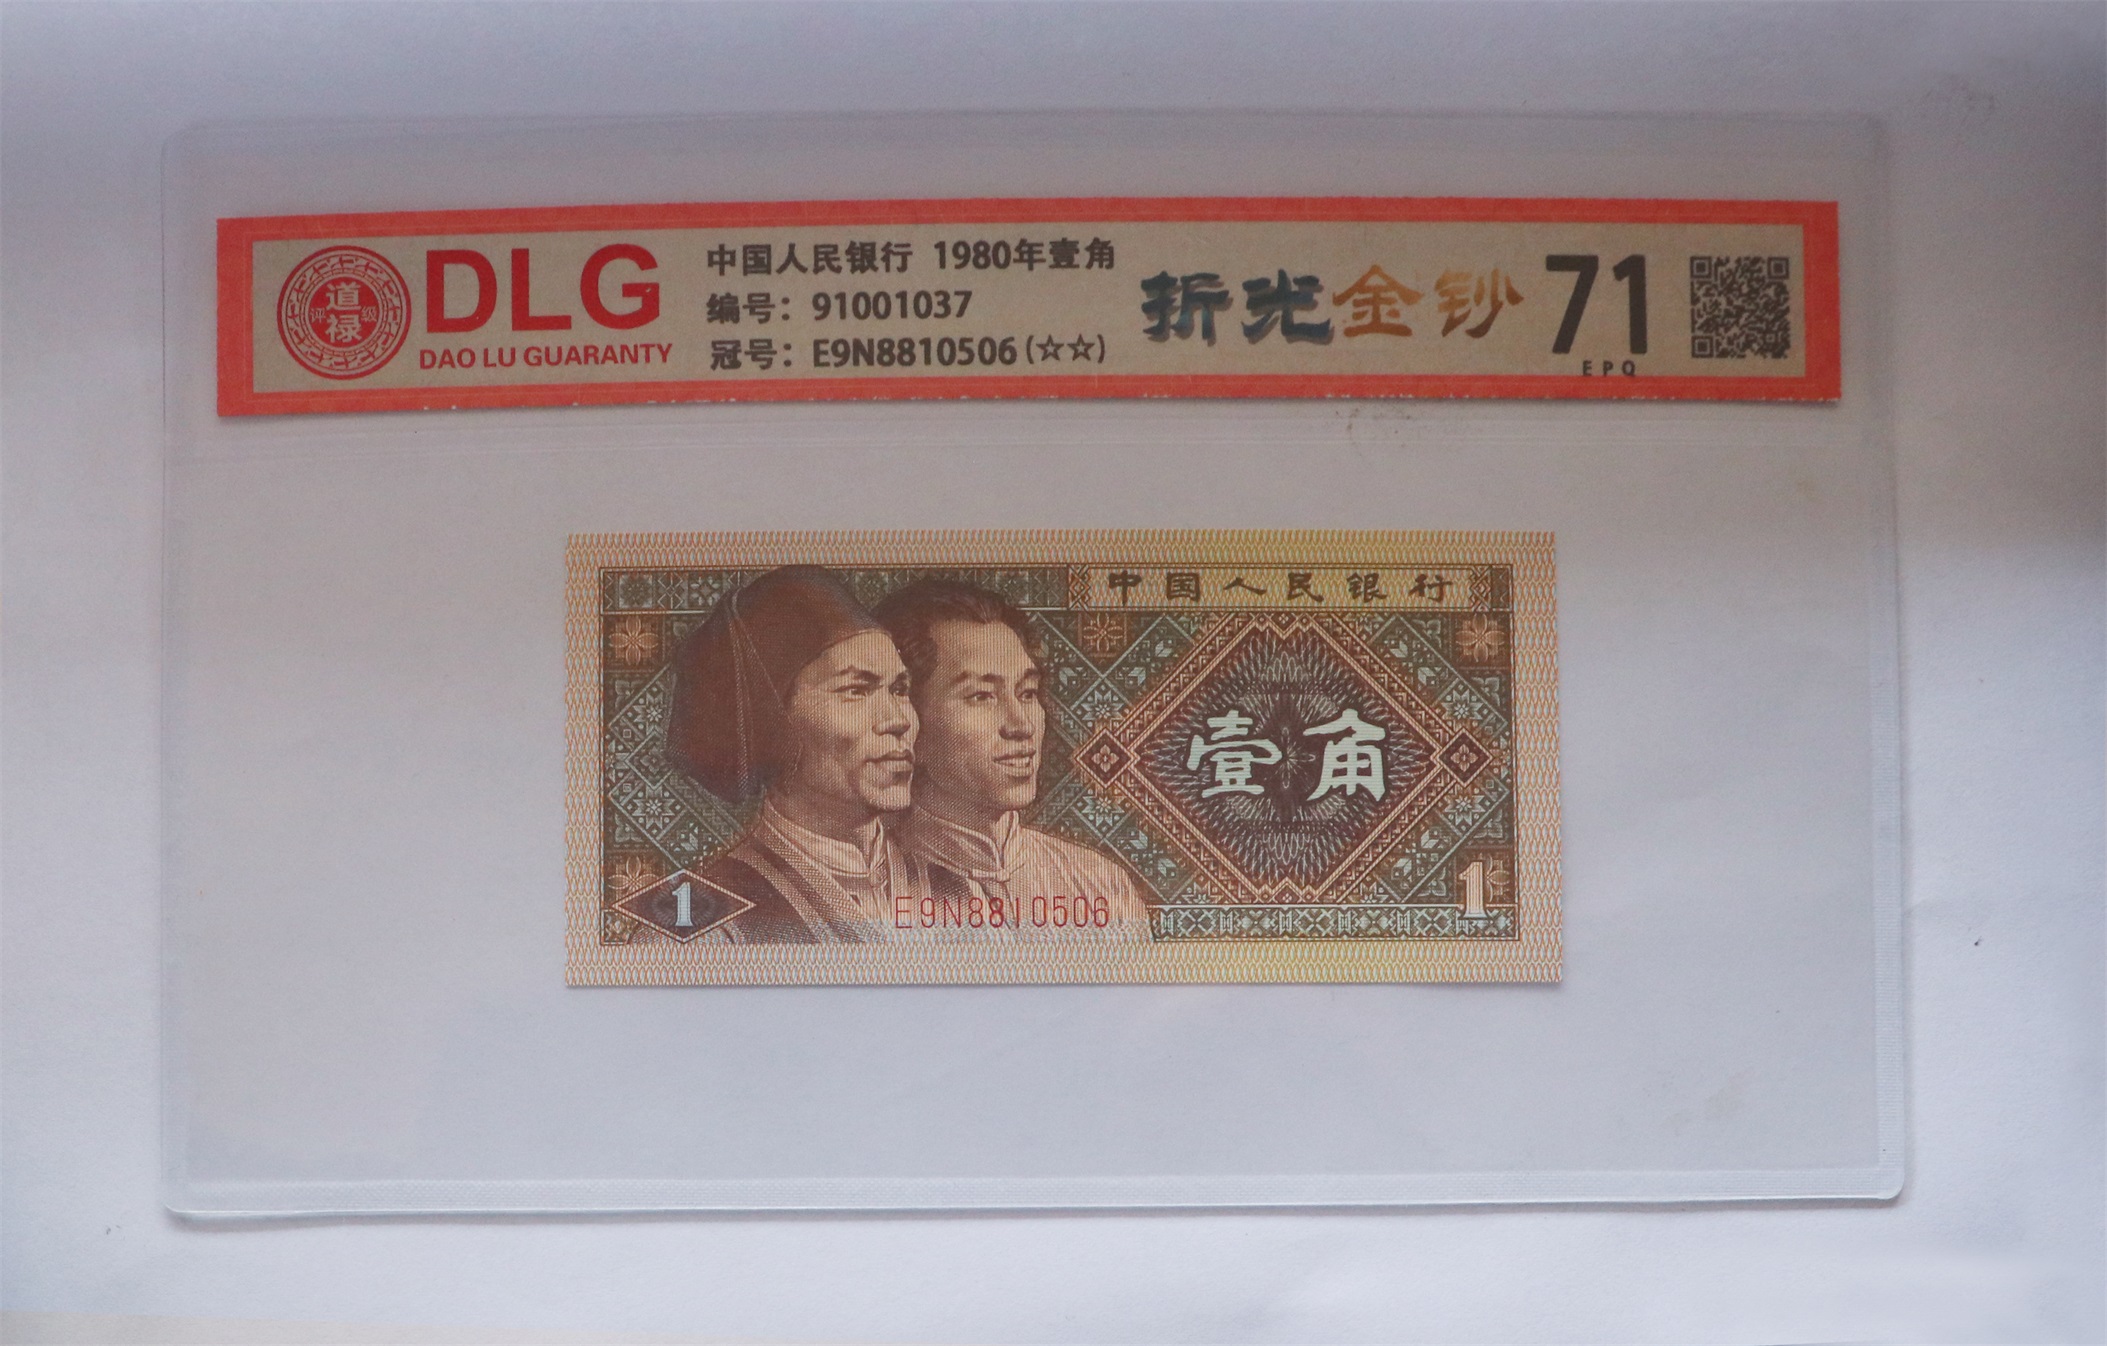 道禄
评级
DLG
DAO LU GUARANTY
中国人民银行 1980年壹角
编号：91001037
冠号：E9N8810506(☆☆)
折光金钞
71
EPQ
中国人民银行
壹角
1
E9N8810506
1